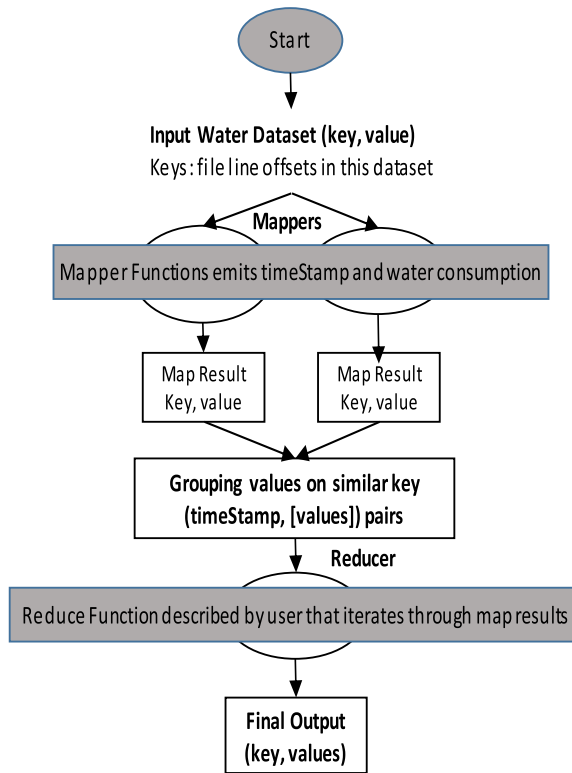 Start
Input Water Dataset (key, value)
Keys: file line offsets in this dataset
Mappers
Mapper Functions emits timeStamp and water consumption
Map Result
Key, value
Map Result
Key, value
Grouping values on similar key
(timeStamp, [values]) pairs
Reducer
Reduce Function described by user that iterates through map results
Final Output
(key, values)